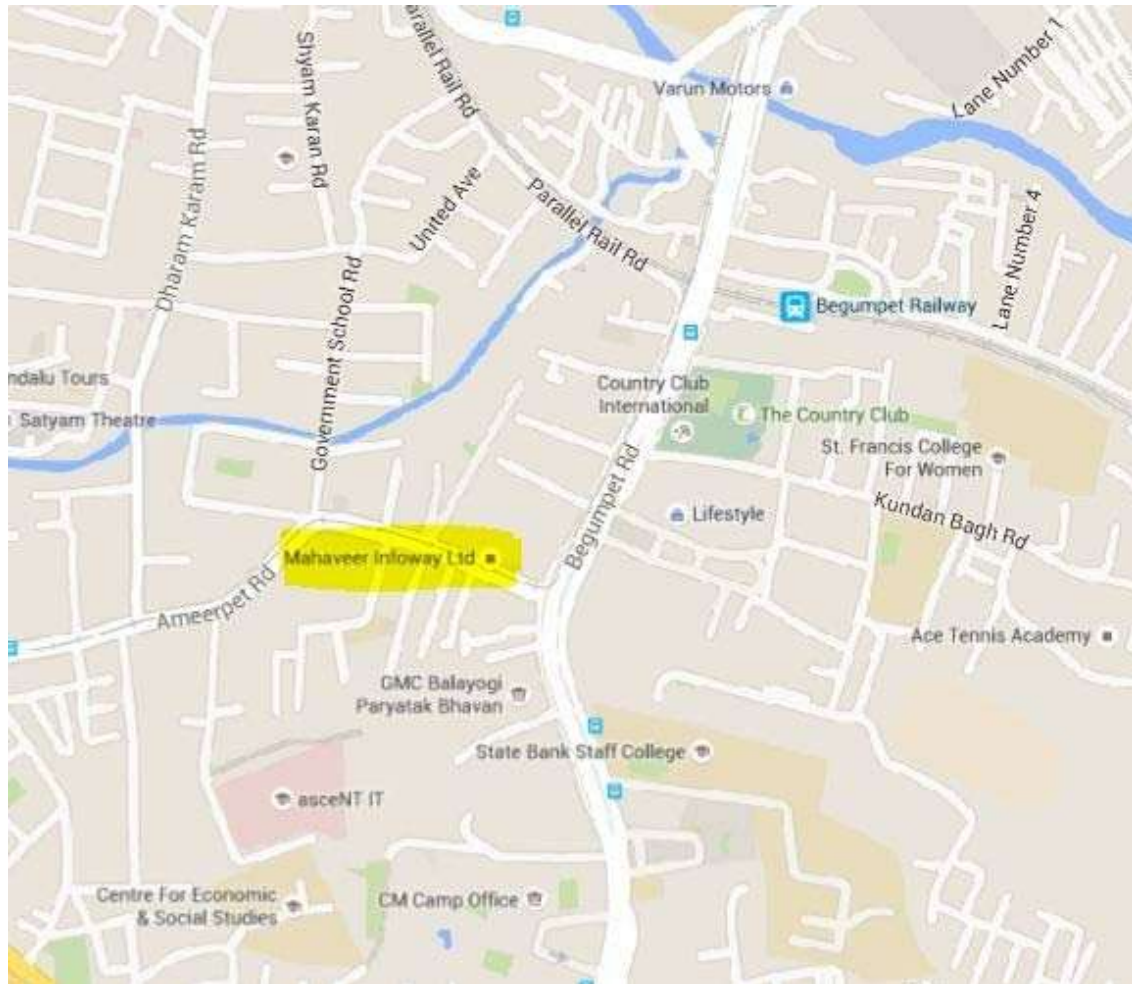 Parallel Rail Rd
Shyam Karan Rd
Lane Number 1
Varun Motors
Dharam Karam Rd
United Ave
Parallel Rail Rd
Lane Number 4
Government School Rd
Begumpet Railway
ndalu Tours
Country Club
International
The Country Club
Satyam Theatre
St. Francis College
For Women
Begumpet Rd
Lifestyle
Kundan Bagh Rd
Mahaveer Infoway Ltd
Ameerpet Rd
Ace Tennis Academy
GMC Balayogi
Paryatak Bhavan
State Bank Staff College
asceNT IT
Centre For Economic
& Social Studies
CM Camp Office